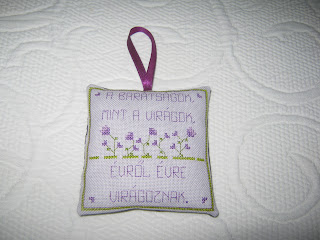 A BARÁTSÁGOK,
MINT A VIRÁGOK,
ÉVRŐL ÉVRE
VIRÁGOZNAK.